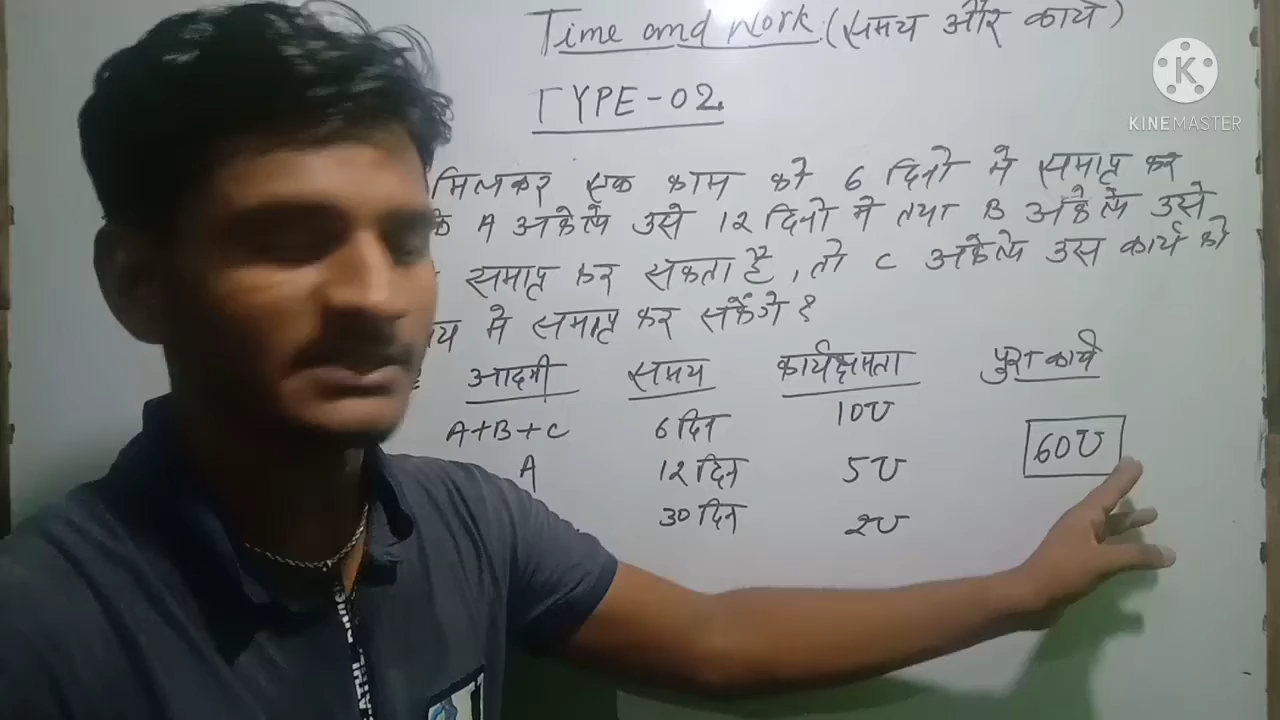 Time and Work (समय और कार्य)
TYPE-02.
KINEMASTER
मिलकर एक काम को 6 दिनो मे समाप्त कर
के A अकेले उसे 12 दिनो मे तथा B अकेले उसे
समाप्त कर सकता है, तो C अकेले उस कार्य को
मे समाप्त कर सकेंगे ?
आदमी समय कार्यक्षमता पुरा कार्य
A+B+C 6 दिन 10U 60U
A 12 दिन 5U
30 दिन 2U